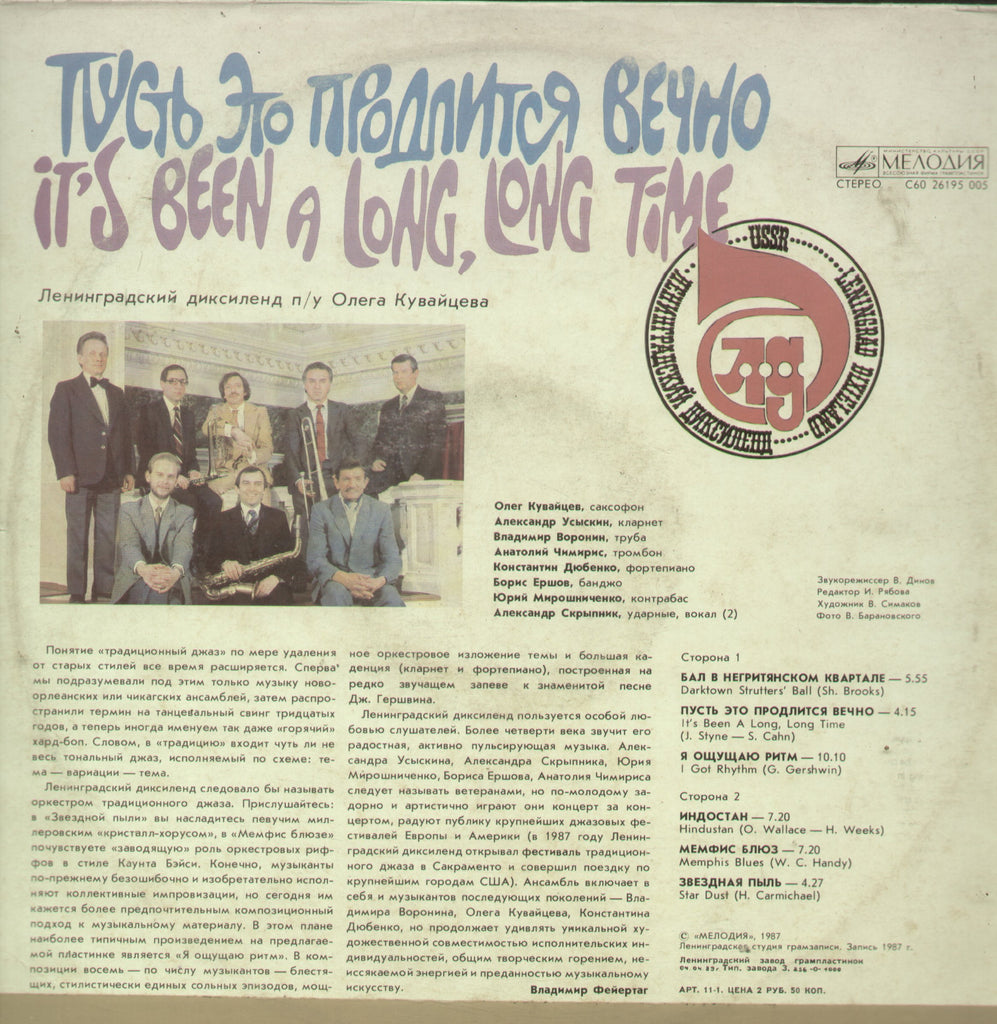 ПУСТЬ ЭТО ПРОДЛИТСЯ ВЕЧНО
IT'S BEEN A LONG, LONG TIME
МИНИСТЕРСТВО КУЛЬТУРЫ СССР
МЕЛОДИЯ
ВСЕСОЮЗНАЯ ФИРМА ГРАМПЛАСТИНОК
СТЕРЕО С60 26195 005
USSR
LENINGRAD DIXIELAND
ЛЕНИНГРАДСКИЙ ДИКСИЛЕНД
ЛД
Ленинградский диксиленд п/у Олега Кувайцева
Олег Кувайцев, саксофон
Александр Усыскин, кларнет
Владимир Воронин, труба
Анатолий Чимирис, тромбон
Константин Дюбенко, фортепиано
Борис Ершов, банджо
Юрий Мирошниченко, контрабас
Александр Скрыпник, ударные, вокал (2)
Звукорежиссер В. Динов
Редактор И. Рябова
Художник В. Симаков
Фото В. Барановского
Понятие «традиционный джаз» по мере удаления
от старых стилей все время расширяется. Сперва
мы подразумевали под этим только музыку ново-
орлеанских или чикагских ансамблей, затем распро-
странили термин на танцевальный свинг тридцатых
годов, а теперь иногда именуем так даже «горячий»
хард-боп. Словом, в «традицию» входит чуть ли не
весь тональный джаз, исполняемый по схеме: те-
ма — вариации — тема.
Ленинградский диксиленд следовало бы называть
оркестром традиционного джаза. Прислушайтесь:
в «Звездной пыли» вы насладитесь певучим мил-
леровским «кристалл-хорусом», в «Мемфис блюзе»
почувствуете «заводящую» роль оркестровых риф-
фов в стиле Каунта Бэйси. Конечно, музыканты
по-прежнему безошибочно и изобретательно испол-
няют коллективные импровизации, но сегодня им
кажется более предпочтительным композиционный
подход к музыкальному материалу. В этом плане
наиболее типичным произведением на предлагае-
мой пластинке является «Я ощущаю ритм». В ком-
позиции восемь — по числу музыкантов — блестя-
щих, стилистически единых сольных эпизодов, мощ-
ное оркестровое изложение темы и большая ка-
денция (кларнет и фортепиано), построенная на
редко звучащем запеве к знаменитой песне
Дж. Гершвина.
Ленинградский диксиленд пользуется особой лю-
бовью слушателей. Более четверти века звучит его
радостная, активно пульсирующая музыка. Алек-
сандра Усыскина, Александра Скрыпника, Юрия
Мирошниченко, Бориса Ершова, Анатолия Чимириса
следует называть ветеранами, но по-молодому за-
дорно и артистично играют они концерт за кон-
цертом, радуют публику крупнейших джазовых фе-
стивалей Европы и Америки (в 1987 году Ленин-
градский диксиленд открывал фестиваль традицион-
ного джаза в Сакраменто и совершил поездку по
крупнейшим городам США). Ансамбль включает в
себя и музыкантов последующих поколений — Вла-
димира Воронина, Олега Кувайцева, Константина
Дюбенко, но продолжает удивлять уникальной ху-
дожественной совместимостью исполнительских ин-
дивидуальностей, общим творческим горением, не-
иссякаемой энергией и преданностью музыкальному
искусству.
Владимир Фейертаг
Сторона 1
БАЛ В НЕГРИТЯНСКОМ КВАРТАЛЕ — 5.55
Darktown Strutters' Ball (Sh. Brooks)
ПУСТЬ ЭТО ПРОДЛИТСЯ ВЕЧНО — 4.15
It's Been A Long, Long Time
(J. Styne — S. Cahn)
Я ОЩУЩАЮ РИТМ — 10.10
I Got Rhythm (G. Gershwin)
Сторона 2
ИНДОСТАН — 7.20
Hindustan (O. Wallace — H. Weeks)
МЕМФИС БЛЮЗ — 7.20
Memphis Blues (W. C. Handy)
ЗВЕЗДНАЯ ПЫЛЬ — 4.27
Star Dust (H. Carmichael)
© «МЕЛОДИЯ», 1987
Ленинградская студия грамзаписи. Запись 1987 г.
Ленинградский завод грампластинок
Тип. завода З.
АРТ. 11-1. ЦЕНА 2 РУБ. 50 КОП.